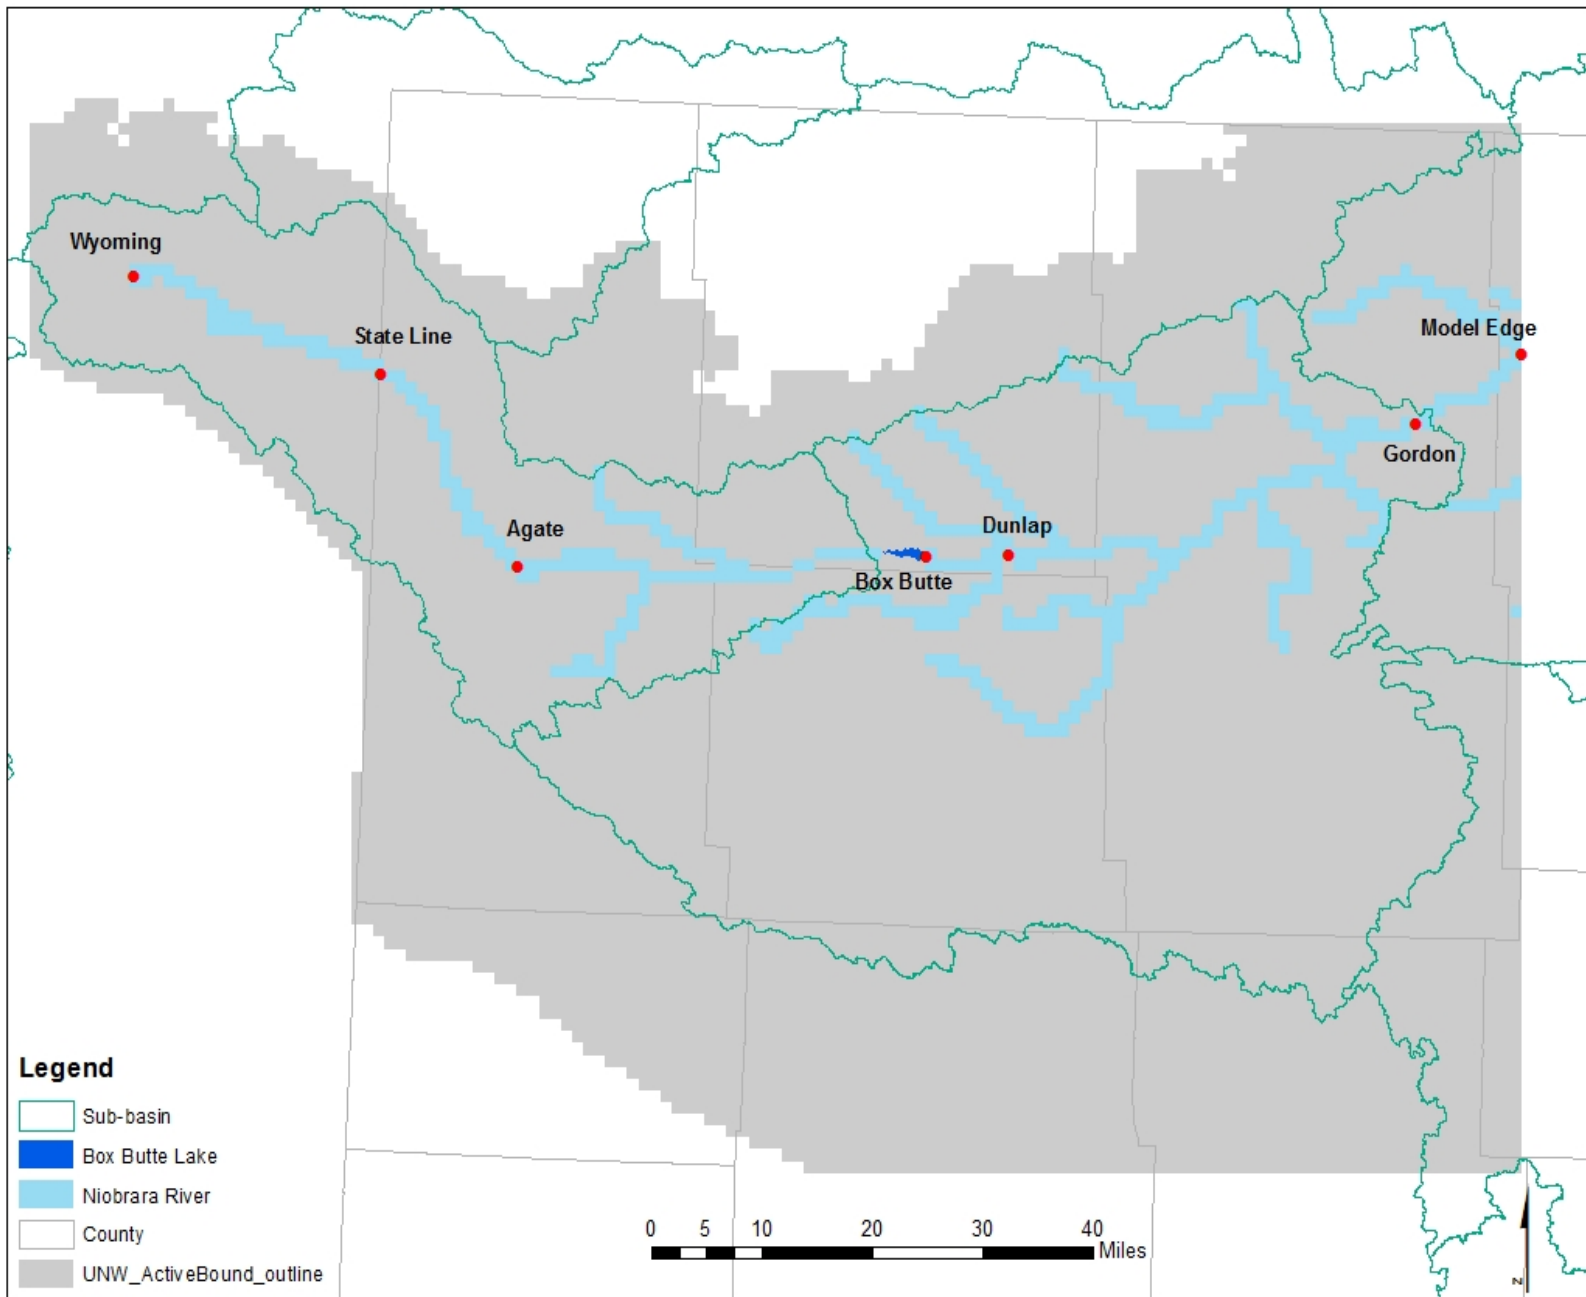 Wyoming
State Line
Model Edge
Gordon
Agate
Dunlap
Box Butte
Legend
Sub-basin
Box Butte Lake
Niobrara River
County
UNW_ActiveBound_outline
0 5 10 20 30 40
Miles
N